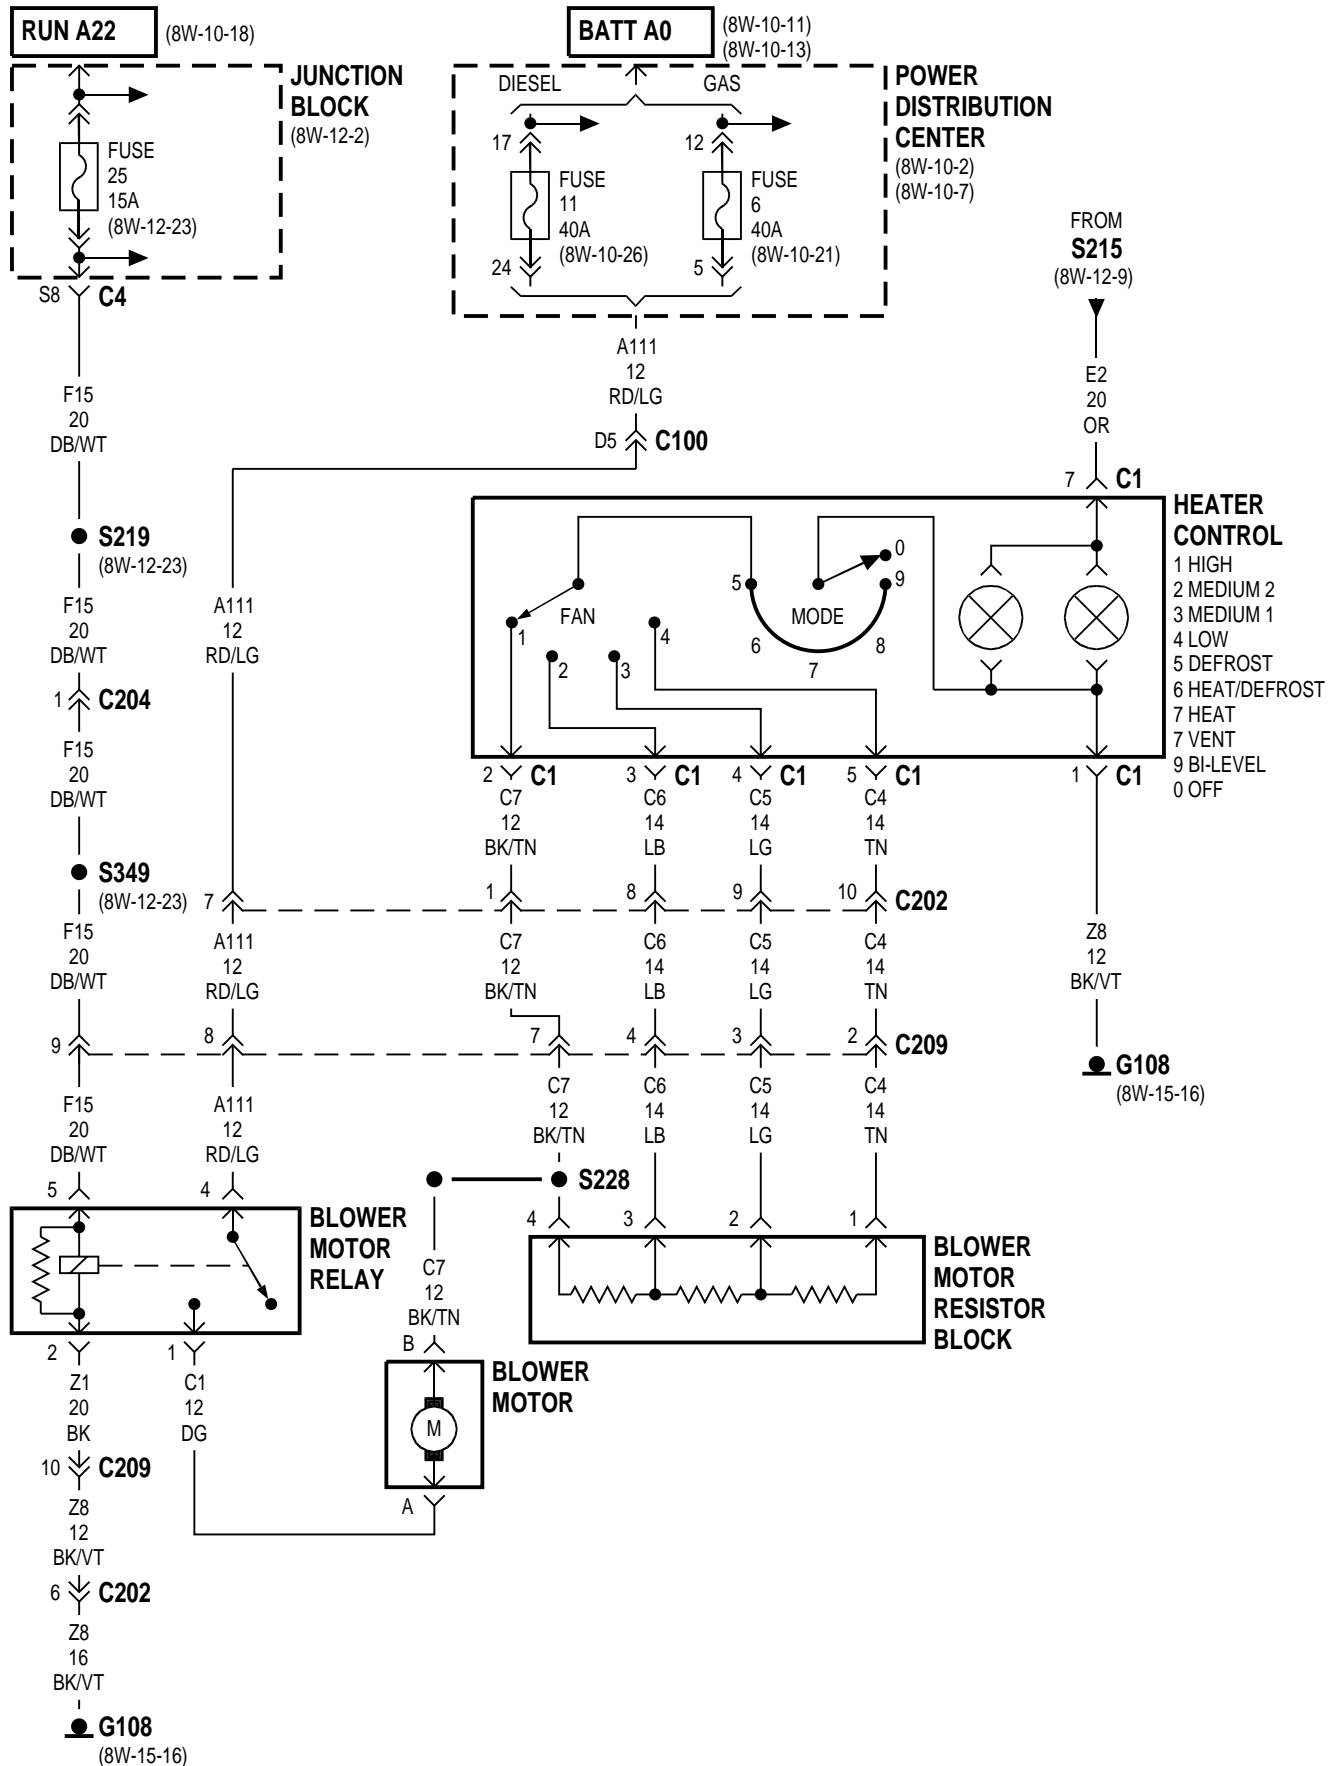 RUN A22
(8W-10-18)
BATT A0
(8W-10-11)
(8W-10-13)
JUNCTION
BLOCK
(8W-12-2)
FUSE
25
15A
(8W-12-23)
S8
C4
DIESEL
GAS
17
12
FUSE
11
40A
(8W-10-26)
FUSE
6
40A
(8W-10-21)
24
5
POWER
DISTRIBUTION
CENTER
(8W-10-2)
(8W-10-7)
FROM
S215
(8W-12-9)
A111
12
RD/LG
D5
C100
E2
20
OR
7
C1
F15
20
DB/WT
S219
(8W-12-23)
F15
20
DB/WT
1
C204
F15
20
DB/WT
S349
(8W-12-23)
F15
20
DB/WT
9
F15
20
DB/WT
5
A111
12
RD/LG
7
A111
12
RD/LG
8
A111
12
RD/LG
4
FAN
1
2
3
4
MODE
5
6
7
8
9
0
HEATER
CONTROL
1 HIGH
2 MEDIUM 2
3 MEDIUM 1
4 LOW
5 DEFROST
6 HEAT/DEFROST
7 HEAT
7 VENT
9 BI-LEVEL
0 OFF
2
C1
3
C1
4
C1
5
C1
1
C1
C7
12
BK/TN
C6
14
LB
C5
14
LG
C4
14
TN
1
8
9
10
C202
C7
12
BK/TN
C6
14
LB
C5
14
LG
C4
14
TN
Z8
12
BK/VT
7
4
3
2
C209
G108
(8W-15-16)
C7
12
BK/TN
C6
14
LB
C5
14
LG
C4
14
TN
S228
4
3
2
1
BLOWER
MOTOR
RELAY
BLOWER
MOTOR
RESISTOR
BLOCK
C7
12
BK/TN
B
BLOWER
MOTOR
M
A
2
1
Z1
20
BK
C1
12
DG
10
C209
Z8
12
BK/VT
6
C202
Z8
16
BK/VT
G108
(8W-15-16)